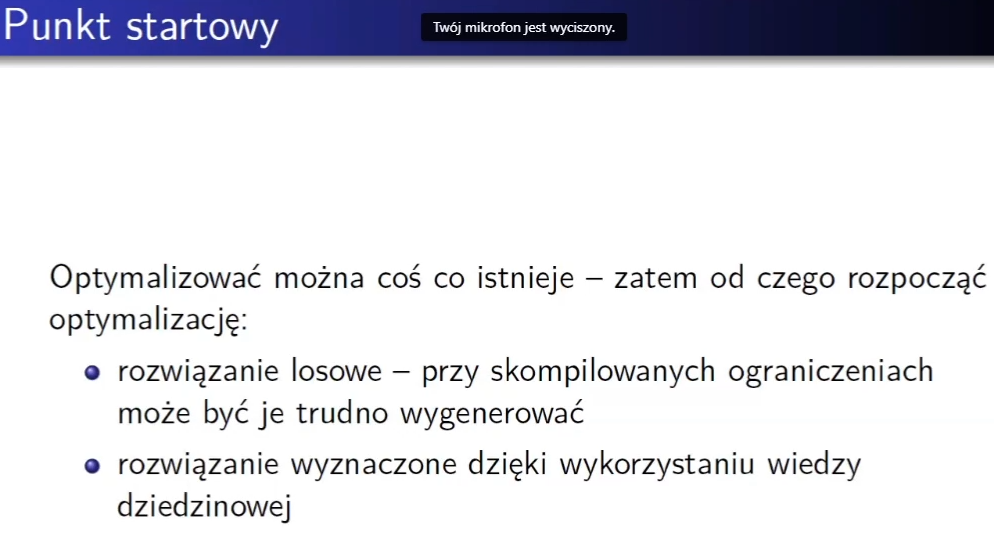 Punkt startowy
Twój mikrofon jest wyciszony.
Optymalizować można coś co istnieje – zatem od czego rozpocząć
optymalizację:
rozwiązanie losowe – przy skompilowanych ograniczeniach
może być je trudno wygenerować
rozwiązanie wyznaczone dzięki wykorzystaniu wiedzy
dziedzinowej